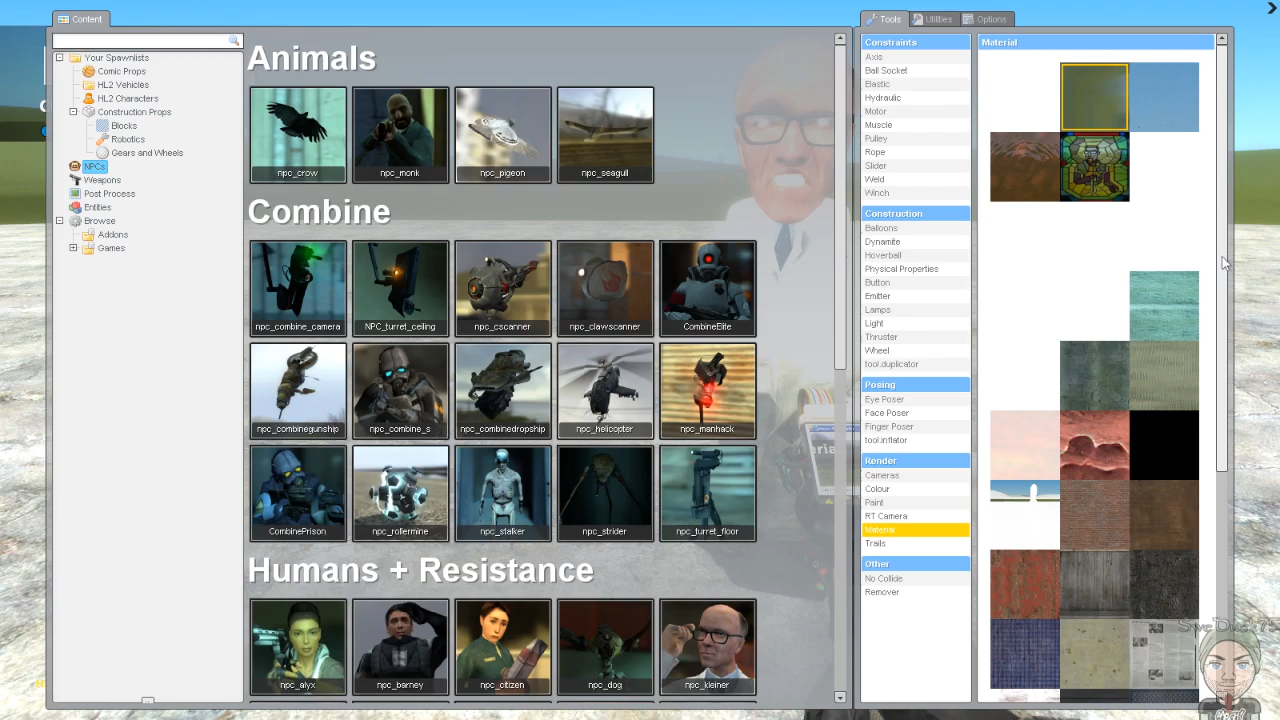 Content
Your Spawnlists
Comic Props
HL2 Vehicles
HL2 Characters
Construction Props
Blocks
Robotics
Gears and Wheels
NPCs
Weapons
Post Process
Entities
Browse
Addons
Games
Animals
npc_crow
npc_monk
npc_pigeon
npc_seagull
Combine
npc_combine_camera
NPC_turret_ceiling
npc_cscanner
npc_clawscanner
CombineElite
npc_combinegunship
npc_combine_s
npc_combinedropship
npc_helicopter
npc_manhack
CombinePrison
npc_rollermine
npc_stalker
npc_strider
npc_turret_floor
Humans + Resistance
npc_alyx
npc_barney
npc_citizen
npc_dog
npc_kleiner
Tools
Utilities
Options
Constraints
Axis
Ball Socket
Elastic
Hydraulic
Motor
Muscle
Pulley
Rope
Slider
Weld
Winch
Construction
Balloons
Dynamite
Hoverball
Physical Properties
Button
Emitter
Lamps
Light
Thruster
Wheel
tool.duplicator
Posing
Eye Poser
Face Poser
Finger Poser
tool.inflator
Render
Cameras
Colour
Paint
RT Camera
Material
Trails
Other
No Collide
Remover
Material